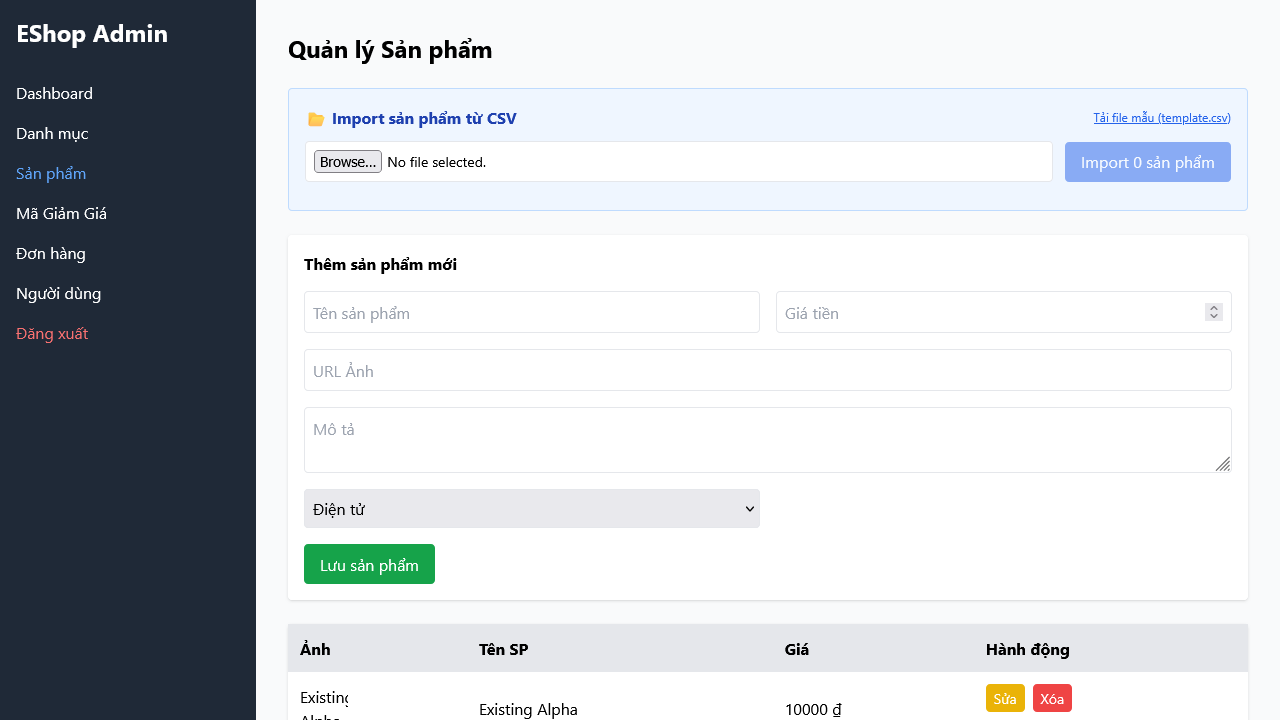 EShop Admin
Dashboard
Danh mục
Sản phẩm
Mã Giảm Giá
Đơn hàng
Người dùng
Đăng xuất
Quản lý Sản phẩm
Import sản phẩm từ CSV
Tải file mẫu (template.csv)
Browse... No file selected.
Import 0 sản phẩm
Thêm sản phẩm mới
Tên sản phẩm
Giá tiền
URL Ảnh
Mô tả
Điện tử
Lưu sản phẩm
Ảnh Tên SP Giá Hành động
Existing
Alpha
Existing Alpha
10000 ₫
Sửa
Xóa